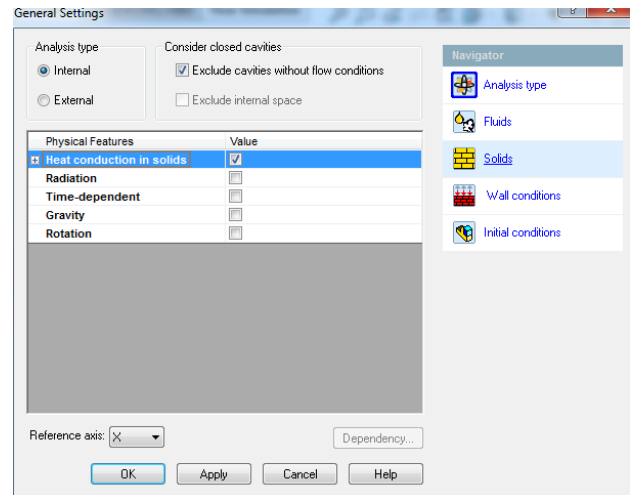 General Settings
Analysis type
Internal
External
Consider closed cavities
Exclude cavities without flow conditions
Exclude internal space
Physical Features Value
Heat conduction in solids
Radiation
Time-dependent
Gravity
Rotation
Reference axis: X
Dependency...
OK Apply Cancel Help
Navigator
Analysis type
Fluids
Solids
Wall conditions
Initial conditions